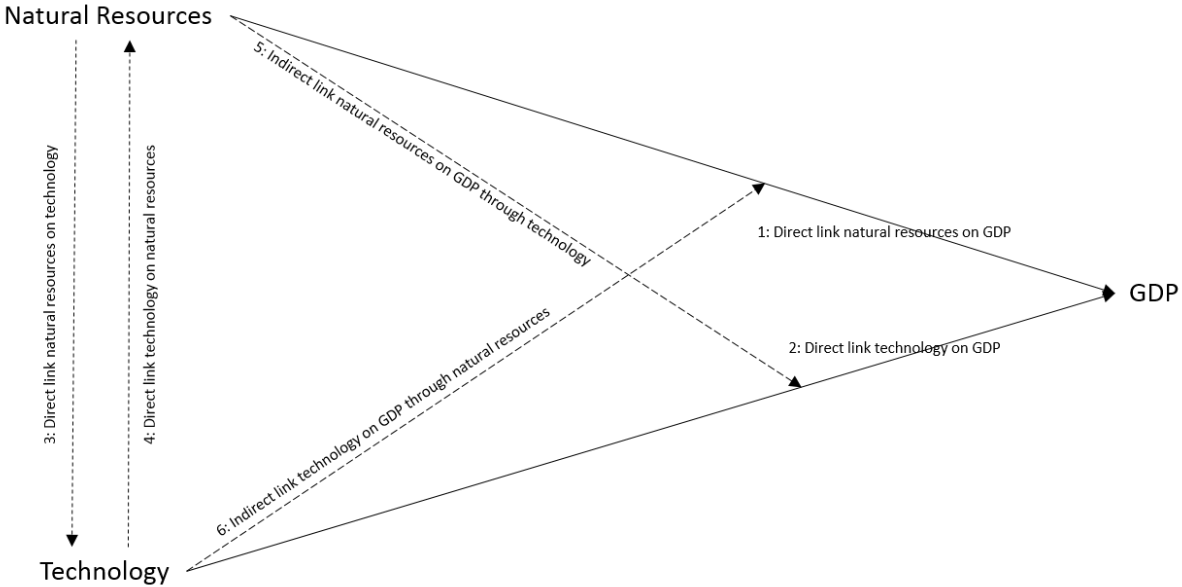 Natural Resources
5: Indirect link natural resources on GDP through technology
3: Direct link natural resources on technology
4: Direct link technology on natural resources
1: Direct link natural resources on GDP
GDP
2: Direct link technology on GDP
6: Indirect link technology on GDP through natural resources
Technology